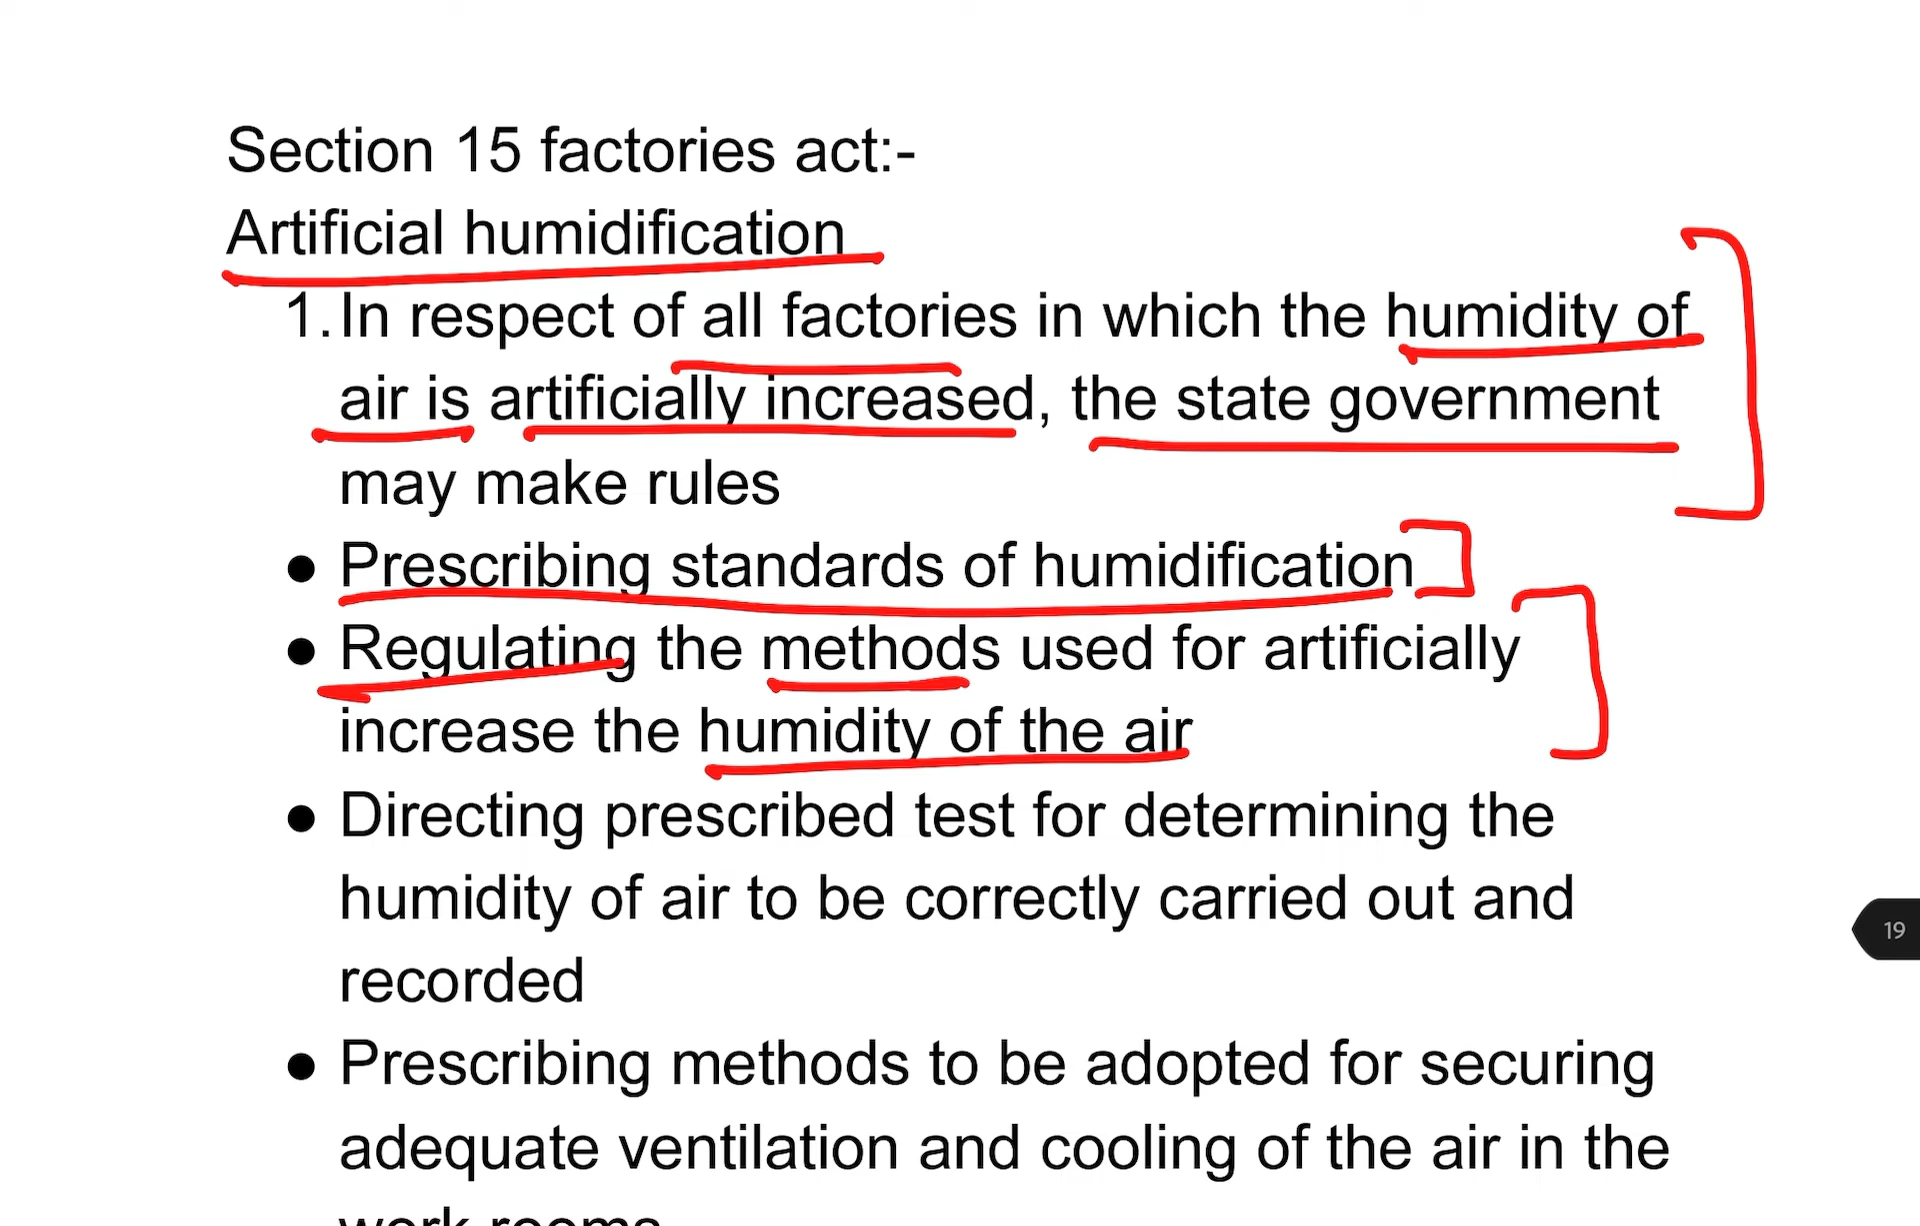 Section 15 factories act:-
Artificial humidification
1. In respect of all factories in which the humidity of
air is artificially increased, the state government
may make rules
● Prescribing standards of humidification
● Regulating the methods used for artificially
increase the humidity of the air
● Directing prescribed test for determining the
humidity of air to be correctly carried out and
recorded
● Prescribing methods to be adopted for securing
adequate ventilation and cooling of the air in the
work rooms
19